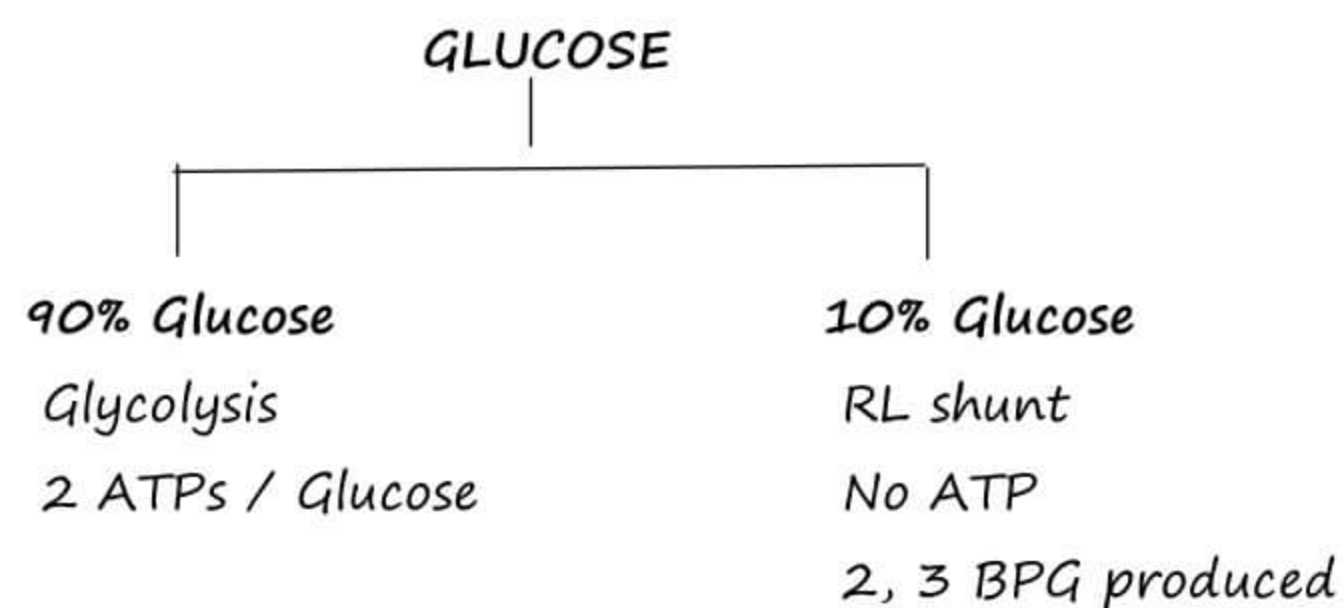 GLUCOSE
90% Glucose
Glycolysis
2 ATPs / Glucose
10% Glucose
RL shunt
No ATP
2, 3 BPG produced